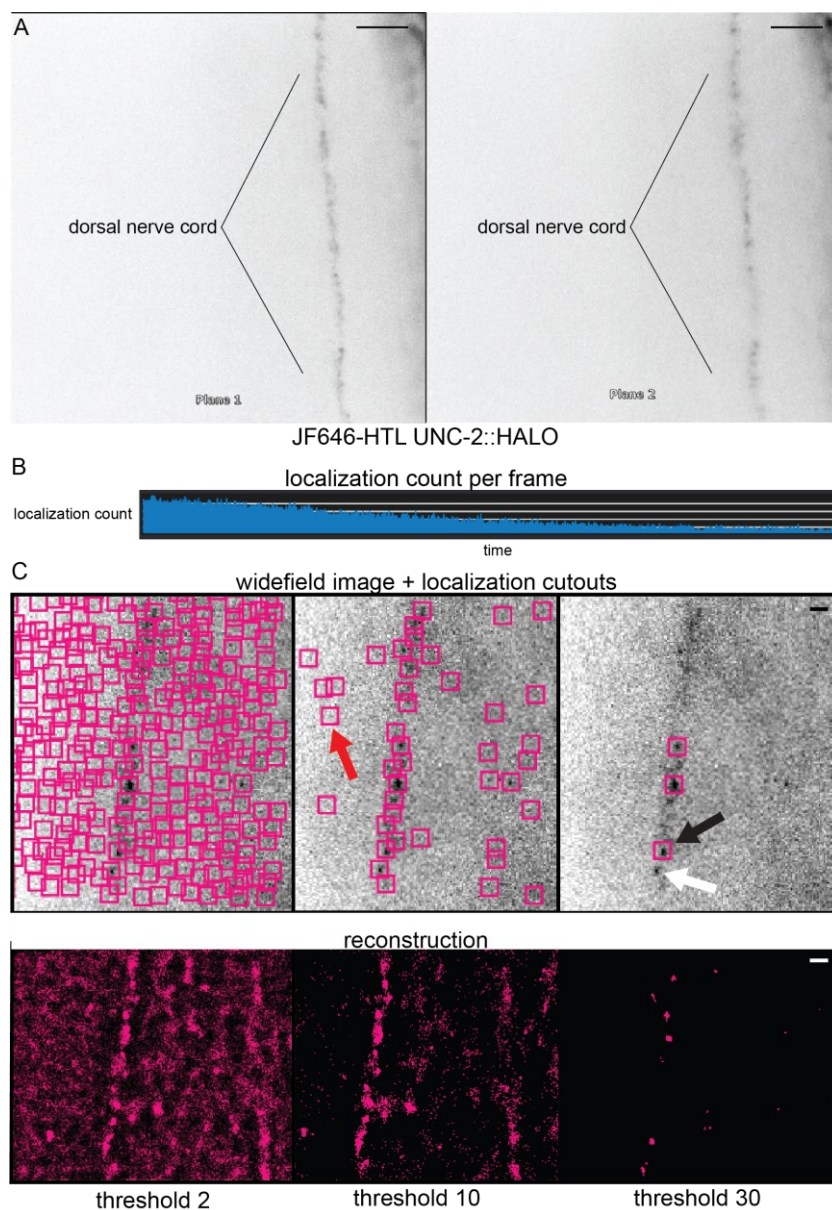 A
dorsal nerve cord
dorsal nerve cord
Plane 1
Plane 2
JF646-HTL UNC-2::HALO
B
localization count per frame
localization count
time
C
widefield image + localization cutouts
reconstruction
threshold 2
threshold 10
threshold 30